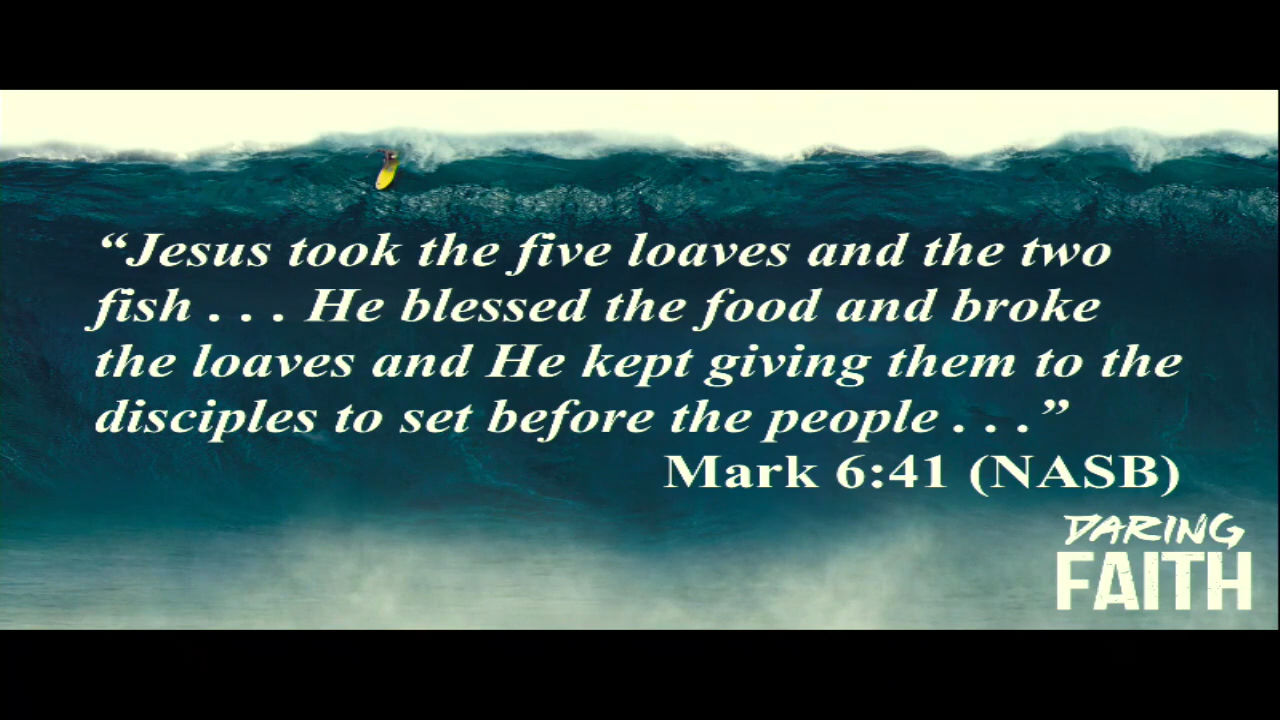 “Jesus took the five loaves and the two
fish . . . He blessed the food and broke
the loaves and He kept giving them to the
disciples to set before the people . . .”
Mark 6:41 (NASB)
DARING
FAITH